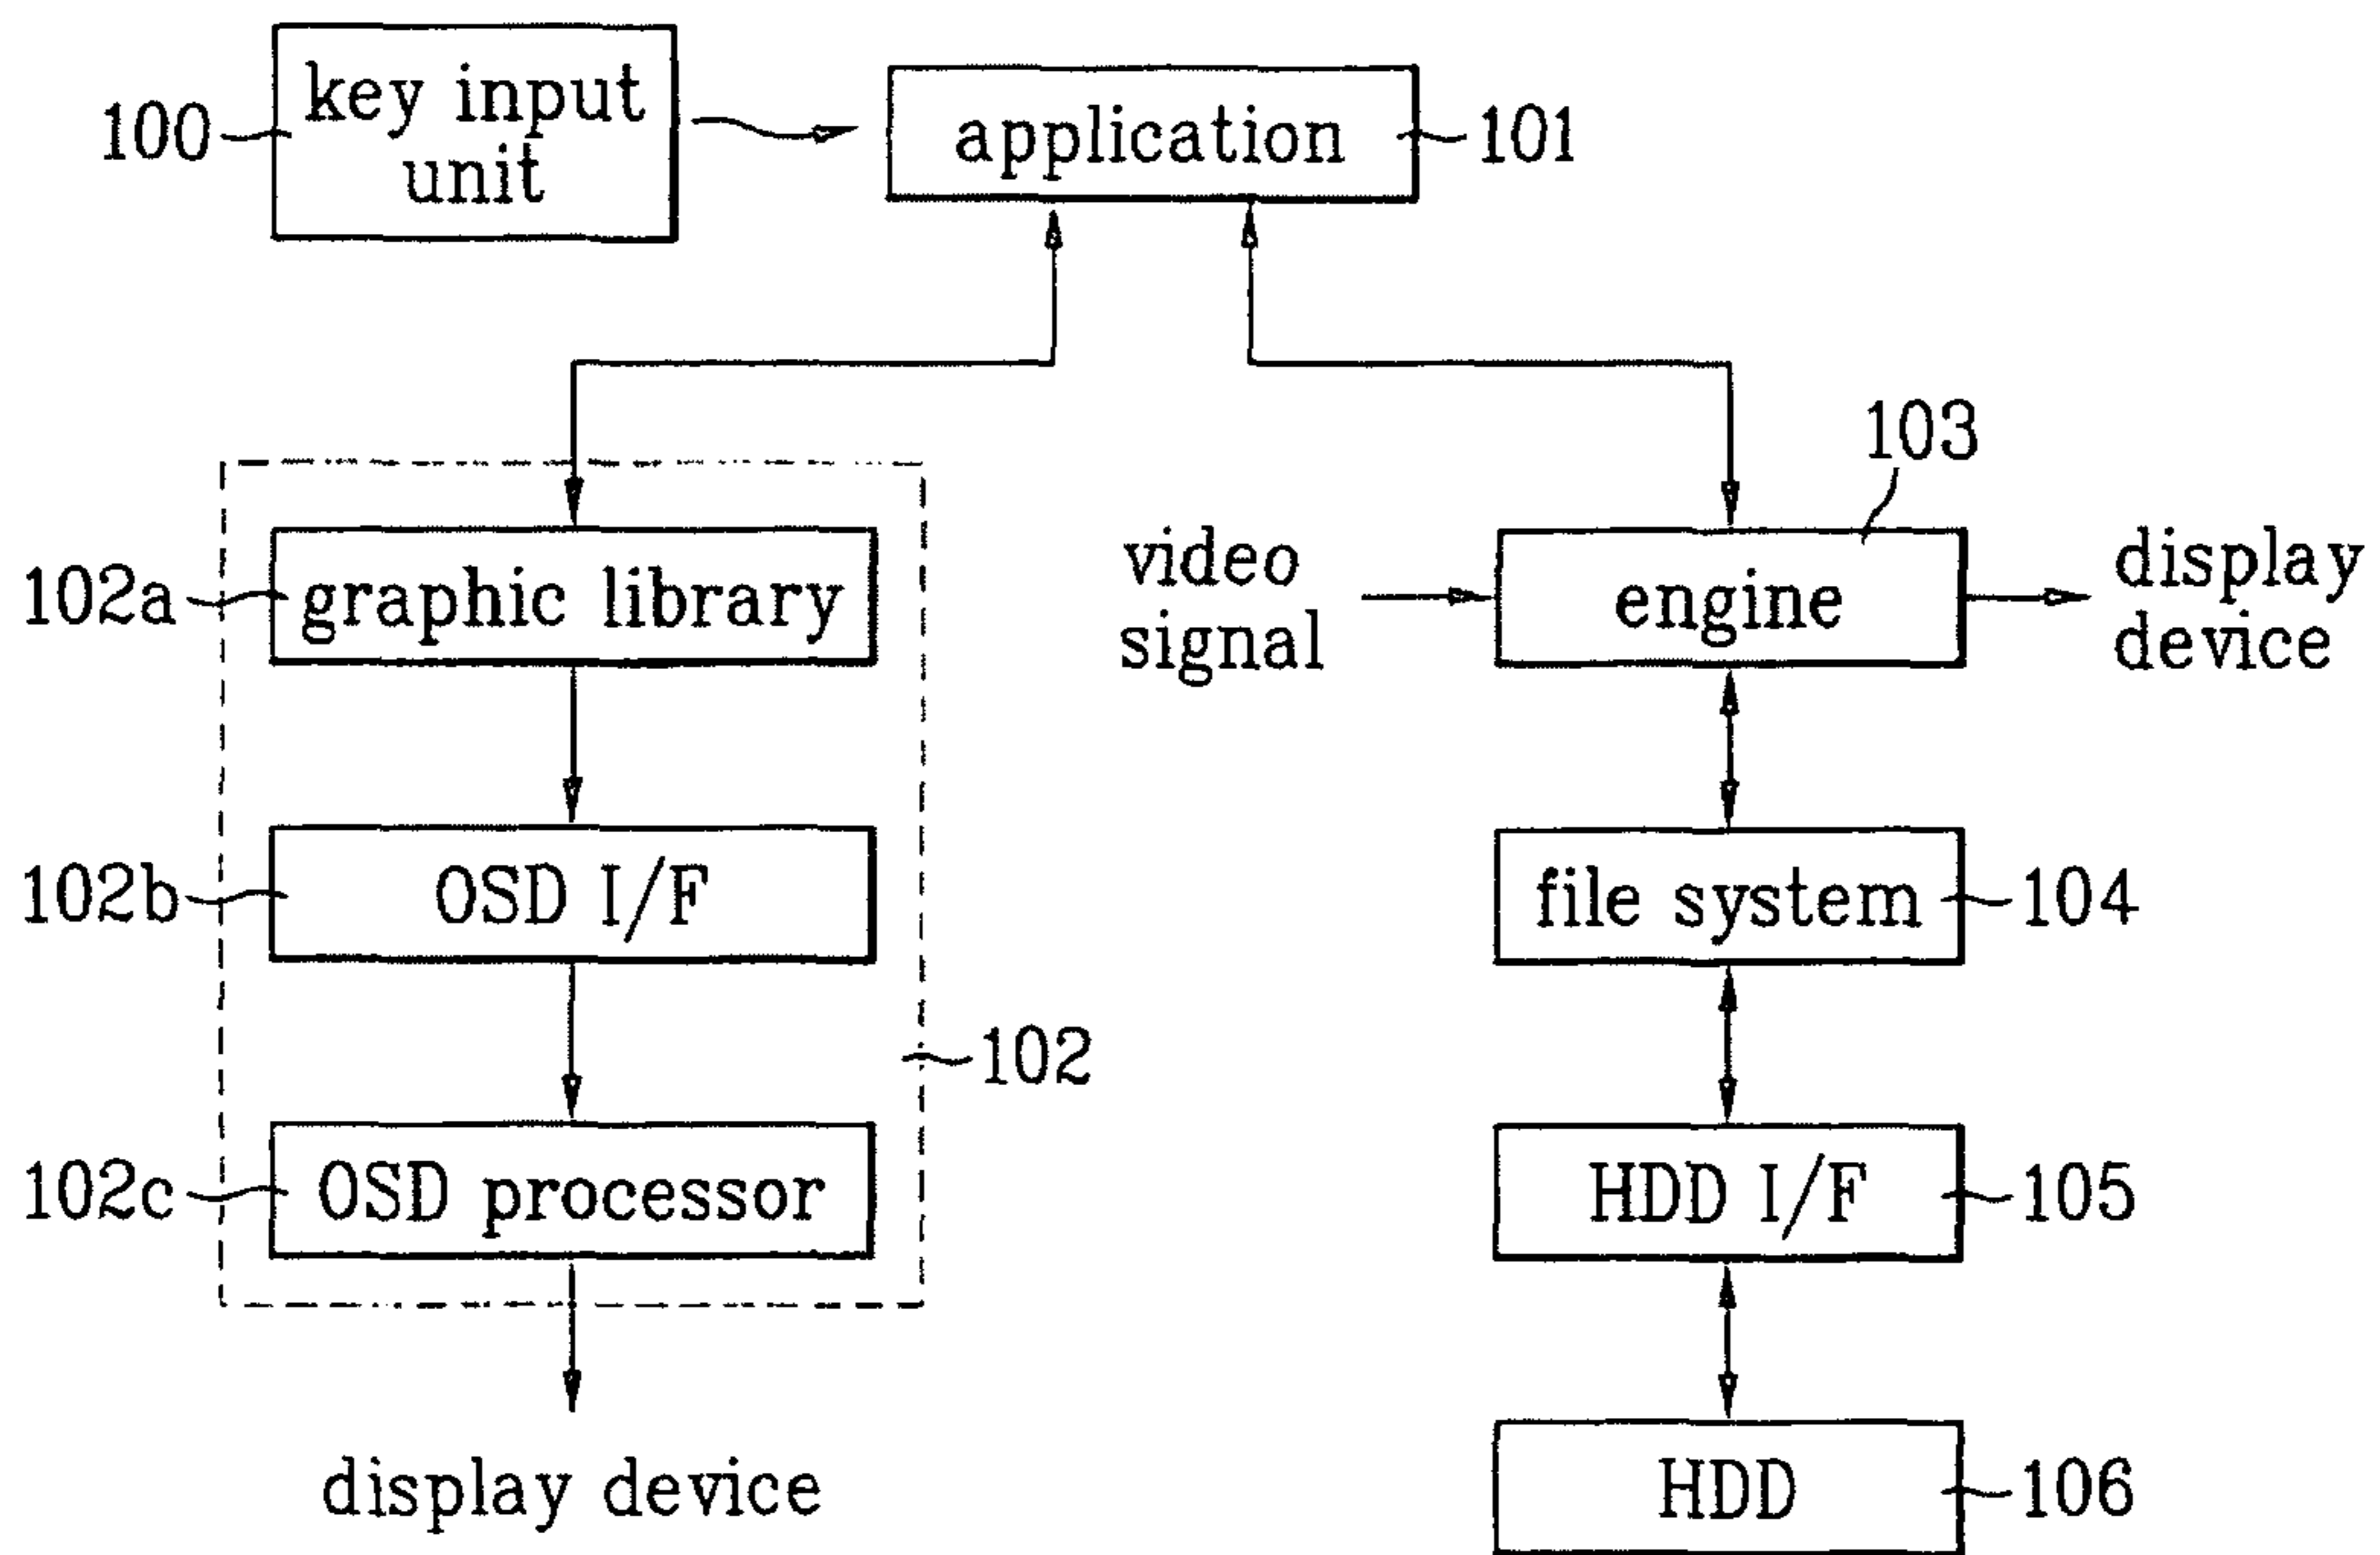 key input
unit
100
application
101
103
102a
graphic library
video
signal
engine
display
device
102b
OSD I/F
file system
104
102
102c
OSD processor
HDD I/F
105
display device
HDD
106